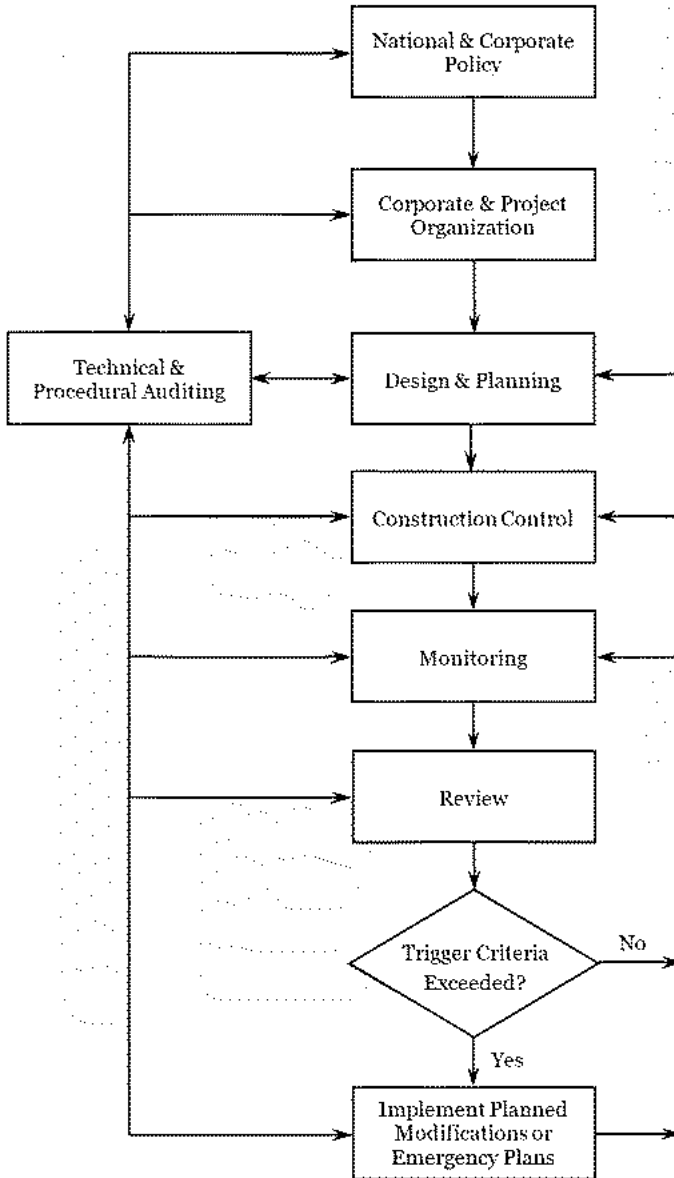 National & Corporate
Policy
Corporate & Project
Organization
Technical &
Procedural Auditing
Design & Planning
Construction Control
Monitoring
Review
Trigger Criteria
Exceeded?
No
Yes
Implement Planned
Modifications or
Emergency Plans